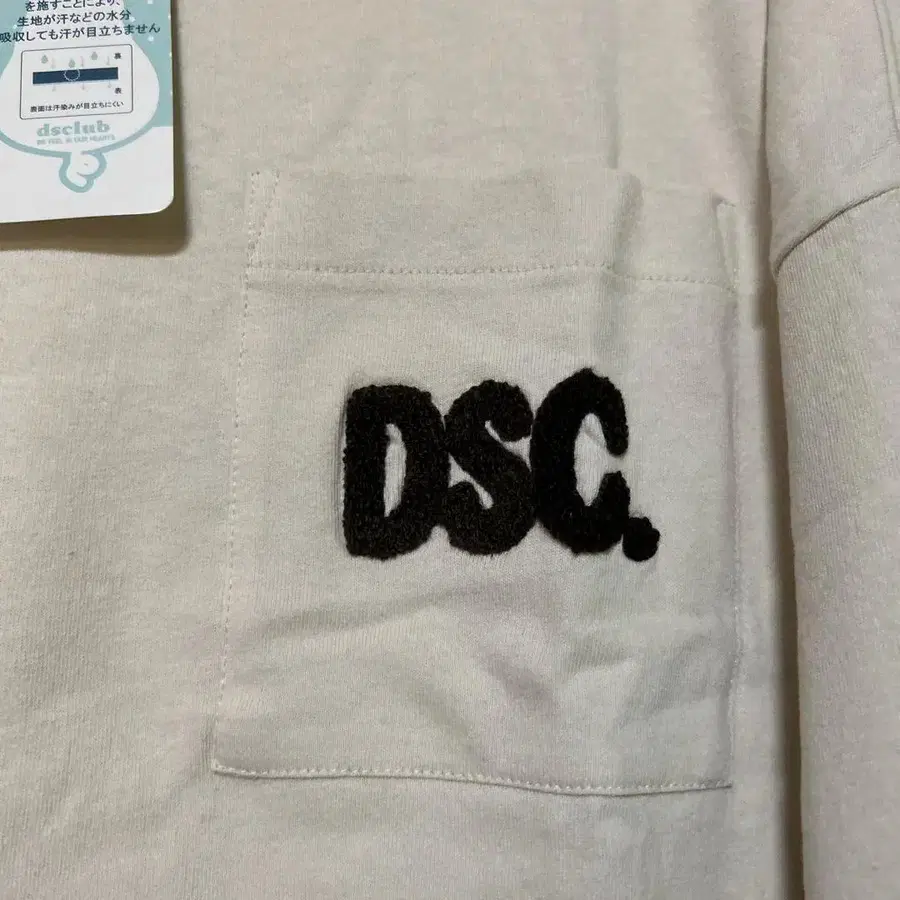 を施すことにより、
生地が汗などの水分
吸収しても汗が目立ちません
裏
表
表面は汗染みが目立ちにくい
dsclub
DSC.